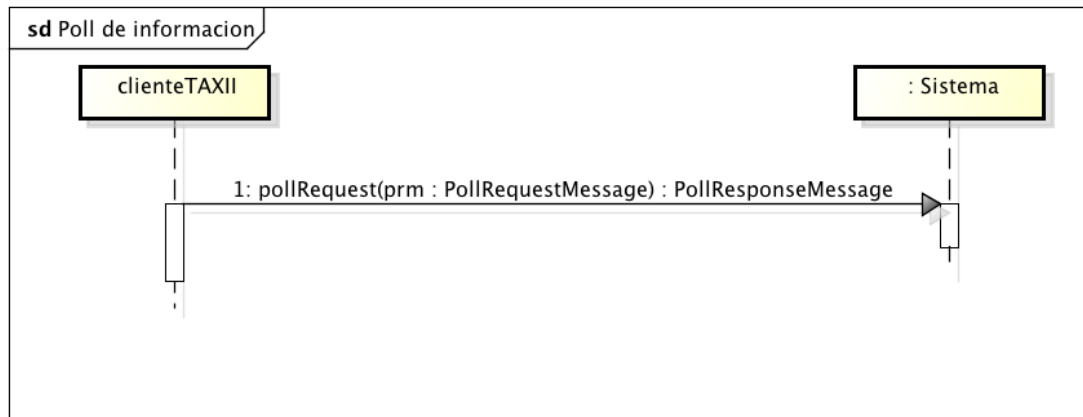 sd Poll de informacion
clienteTAXII
: Sistema
1: pollRequest(prm : PollRequestMessage) : PollResponseMessage